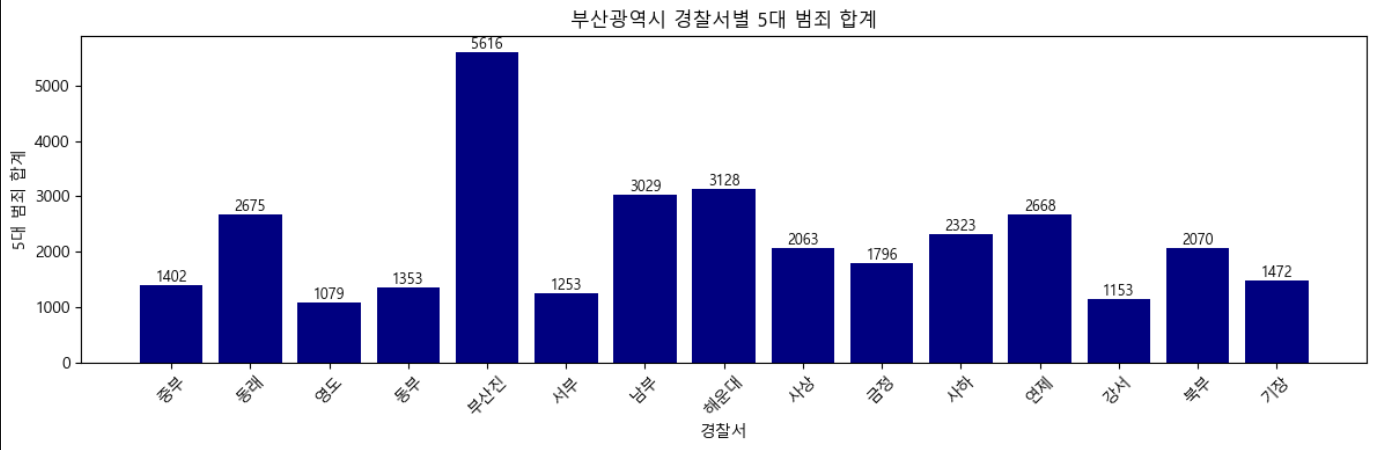 부산광역시 경찰서별 5대 범죄 합계
5대 범죄 합계
5000
4000
3000
2000
1000
0
1402
2675
1079
1353
5616
1253
3029
3128
2063
1796
2323
2668
1153
2070
1472
중부
동래
영도
동부
부산진
서부
남부
해운대
사상
금정
사하
연제
강서
북부
기장
경찰서